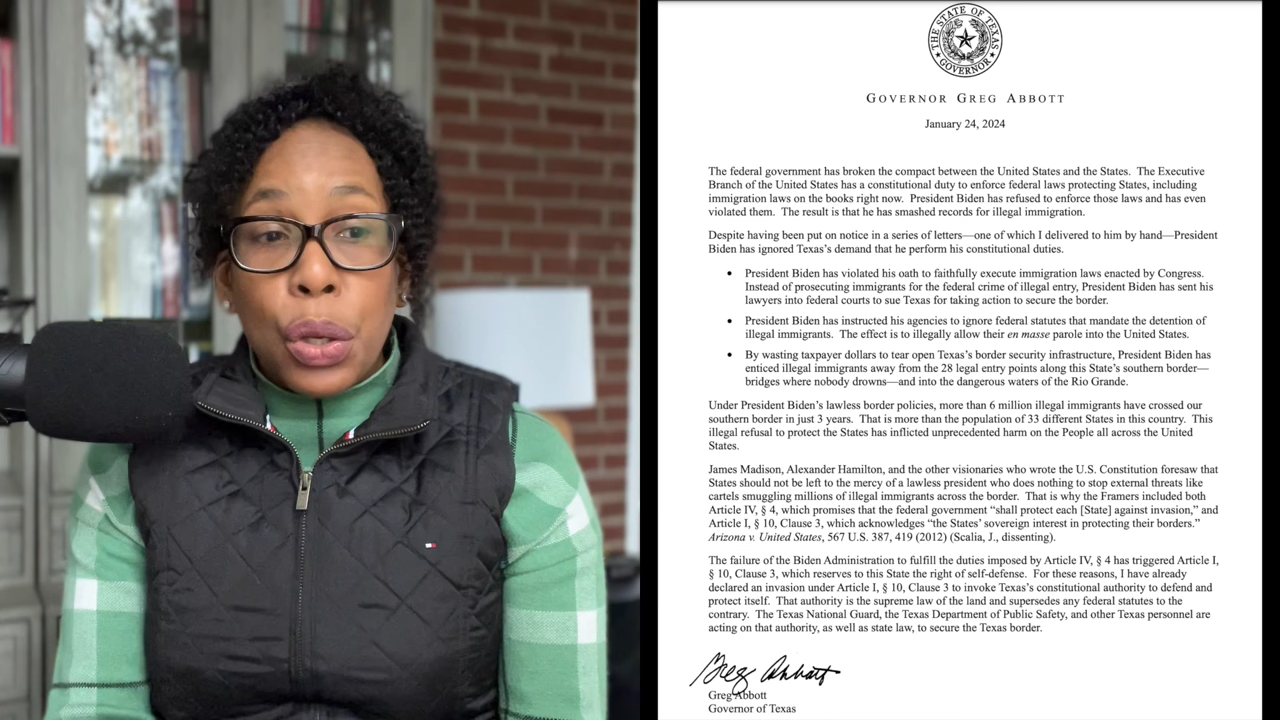 THE STATE OF TEXAS
GOVERNOR
GOVERNOR GREG ABBOTT
January 24, 2024
The federal government has broken the compact between the United States and the States. The Executive
Branch of the United States has a constitutional duty to enforce federal laws protecting States, including
immigration laws on the books right now. President Biden has refused to enforce those laws and has even
violated them. The result is that he has smashed records for illegal immigration.
Despite having been put on notice in a series of letters—one of which I delivered to him by hand—President
Biden has ignored Texas’s demand that he perform his constitutional duties.
• President Biden has violated his oath to faithfully execute immigration laws enacted by Congress.
Instead of prosecuting immigrants for the federal crime of illegal entry, President Biden has sent his
lawyers into federal courts to sue Texas for taking action to secure the border.
• President Biden has instructed his agencies to ignore federal statutes that mandate the detention of
illegal immigrants. The effect is to illegally allow their en masse parole into the United States.
• By wasting taxpayer dollars to tear open Texas’s border security infrastructure, President Biden has
enticed illegal immigrants away from the 28 legal entry points along this State’s southern border—
bridges where nobody drowns—and into the dangerous waters of the Rio Grande.
Under President Biden’s lawless border policies, more than 6 million illegal immigrants have crossed our
southern border in just 3 years. That is more than the population of 33 different States in this country. This
illegal refusal to protect the States has inflicted unprecedented harm on the People all across the United
States.
James Madison, Alexander Hamilton, and the other visionaries who wrote the U.S. Constitution foresaw that
States should not be left to the mercy of a lawless president who does nothing to stop external threats like
cartels smuggling millions of illegal immigrants across the border. That is why the Framers included both
Article IV, § 4, which promises that the federal government “shall protect each [State] against invasion,” and
Article I, § 10, Clause 3, which acknowledges “the States’ sovereign interest in protecting their borders.”
Arizona v. United States, 567 U.S. 387, 419 (2012) (Scalia, J., dissenting).
The failure of the Biden Administration to fulfill the duties imposed by Article IV, § 4 has triggered Article I,
§ 10, Clause 3, which reserves to this State the right of self-defense. For these reasons, I have already
declared an invasion under Article I, § 10, Clause 3 to invoke Texas’s constitutional authority to defend and
protect itself. That authority is the supreme law of the land and supersedes any federal statutes to the
contrary. The Texas National Guard, the Texas Department of Public Safety, and other Texas personnel are
acting on that authority, as well as state law, to secure the Texas border.
Greg Abbott
Greg Abbott
Governor of Texas